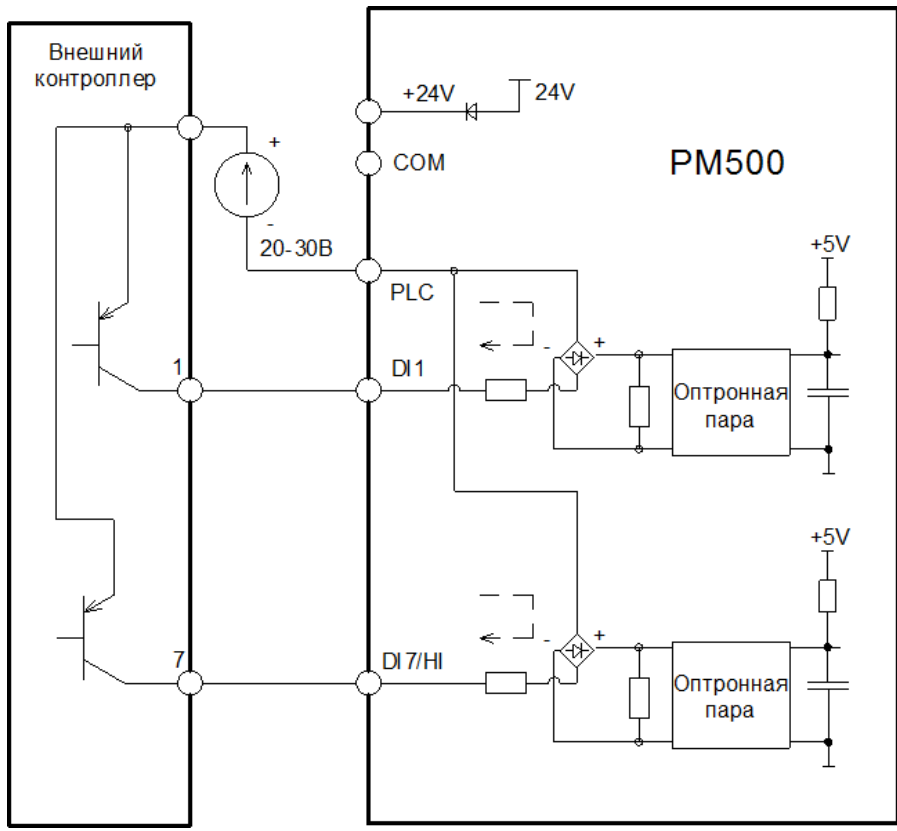 Внешний
контроллер
+24V
24V
COM
PM500
+
-
20-30В
PLC
+5V
1
DI1
-
+
Оптронная
пара
+5V
7
DI7/HI
-
+
Оптронная
пара